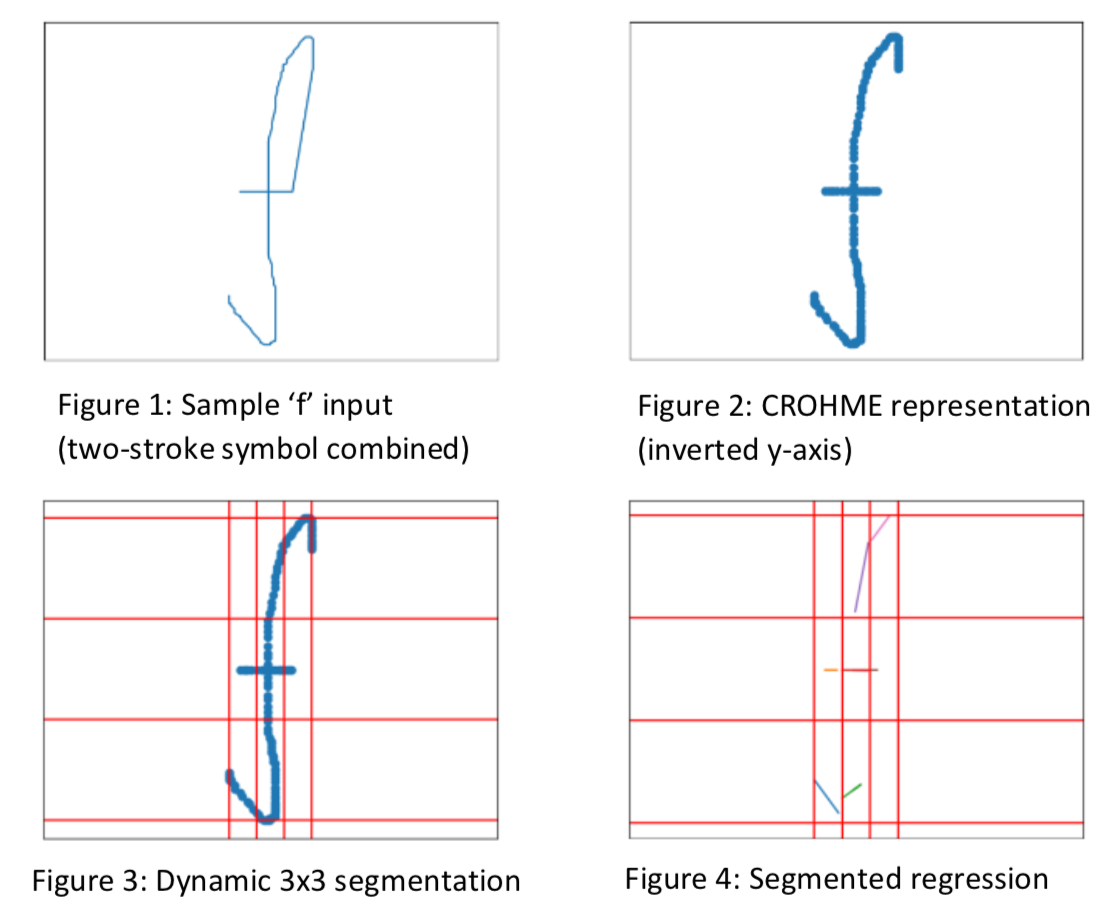 Figure 1: Sample ‘f’ input
(two-stroke symbol combined)
Figure 2: CROHME representation
(inverted y-axis)
Figure 3: Dynamic 3x3 segmentation
Figure 4: Segmented regression